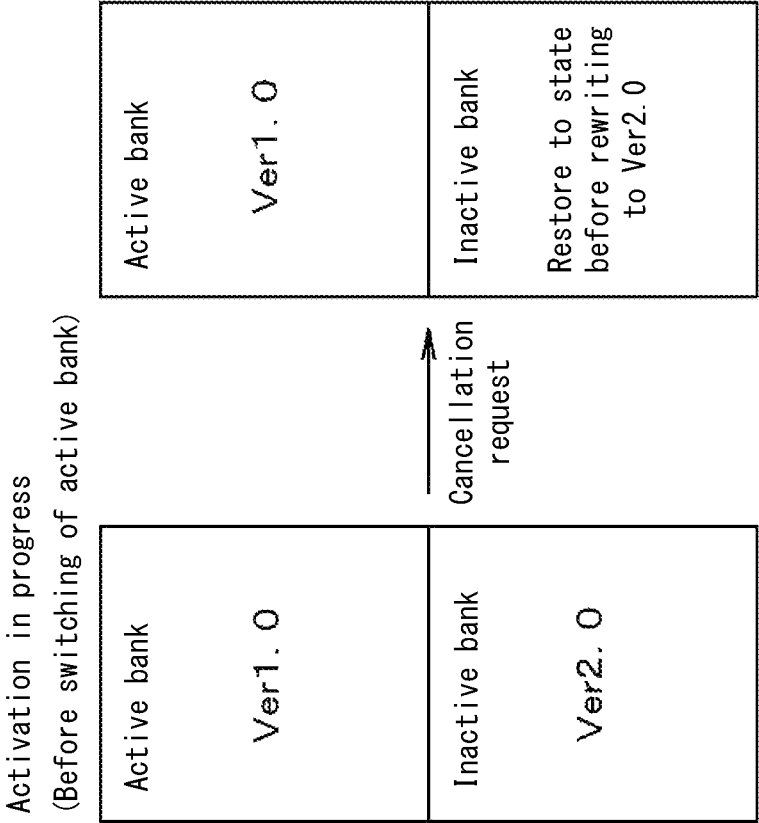 Activation in progress
(Before switching of active bank)
Active bank
Ver1.0
Inactive bank
Ver2.0
Cancellation
request
Active bank
Ver1.0
Inactive bank
Restore to state
before rewriting
to Ver2.0